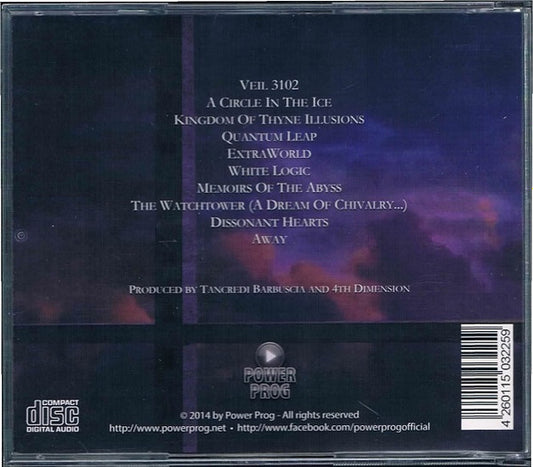 VEIL 3102
A CIRCLE IN THE ICE
KINGDOM OF THYNE ILLUSIONS
QUANTUM LEAP
EXTRAWORLD
WHITE LOGIC
MEMOIRS OF THE ABYSS
THE WATCHTOWER (A DREAM OF CHIVALRY...)
DISSONANT HEARTS
AWAY
PRODUCED BY TANCREDI BARBUSCIA AND 4TH DIMENSION
POWER
PROG
COMPACT
disc
DIGITAL AUDIO
© 2014 by Power Prog - All rights reserved
http://www.powerprog.net • http://www.facebook.com/powerprogofficial
4 260115 032259